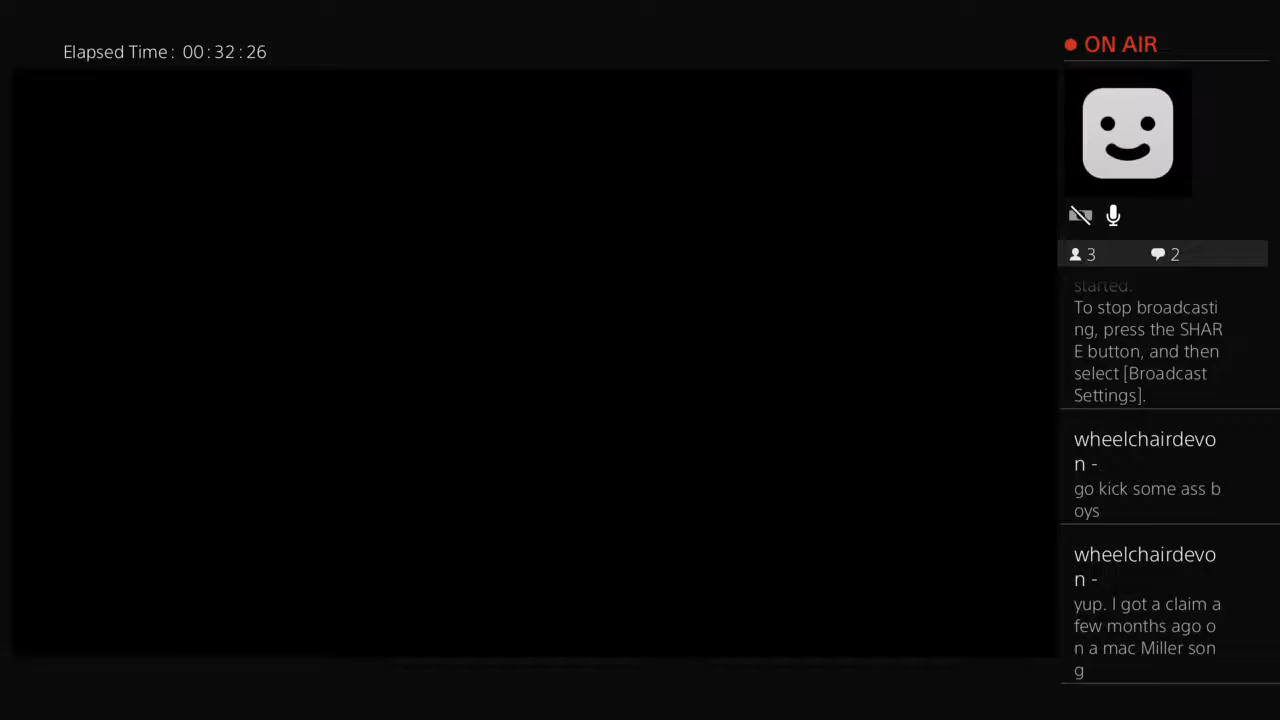 Elapsed Time: 00:32:26
ON AIR
3 2
started.
To stop broadcasti
ng, press the SHAR
E button, and then
select [Broadcast
Settings].
wheelchairdevo
n -
go kick some ass b
oys
wheelchairdevo
n -
yup. I got a claim a
few months ago o
n a mac Miller son
g